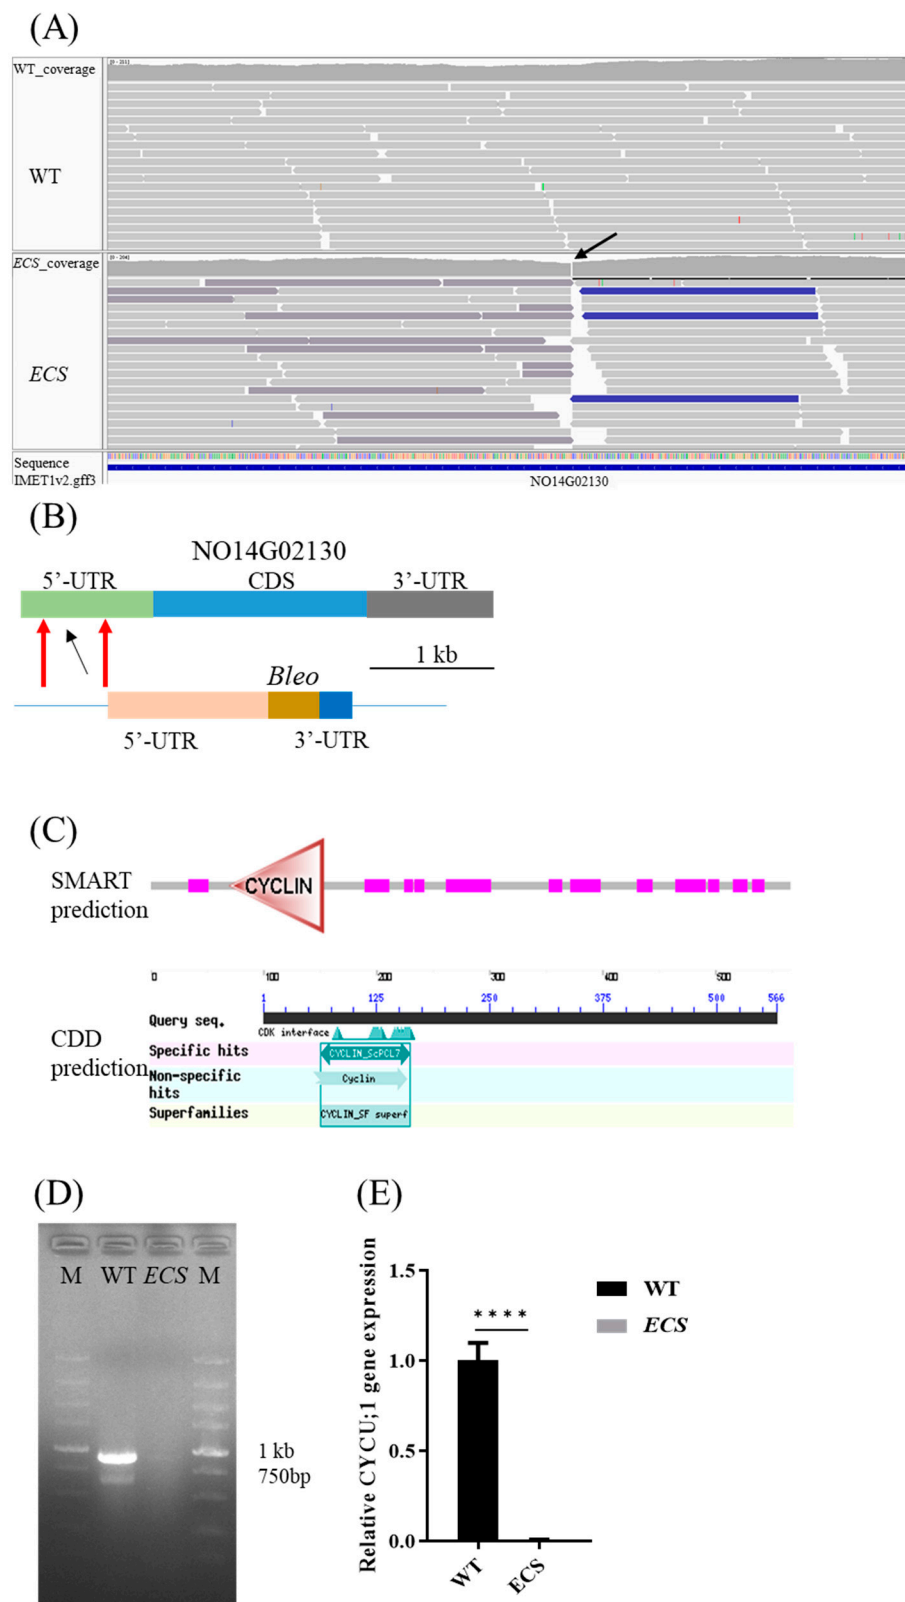 (A)
WT_coverage
WT
ECS_coverage
ECS
Sequence
IMET1v2.gff3
NO14G02130
(B)
NO14G02130
5’-UTR CDS 3’-UTR
1 kb
Bleo
5’-UTR 3’-UTR
(C)
SMART
prediction
CYCLIN
0 100 200 300 400 500
1 125 250 375 500 566
Query seq.
CDK interface
CDD
prediction
Specific hits
CYCLIN_ScPCL7
Non-specific
hits
Cyclin
Superfamilies
CYCLIN_SF superf
(D)
M WT ECS M
1 kb
750bp
(E)
Relative CYCU;1 gene expression
1.5
1.0
0.5
0.0
****
WT
ECS
WT
ECS